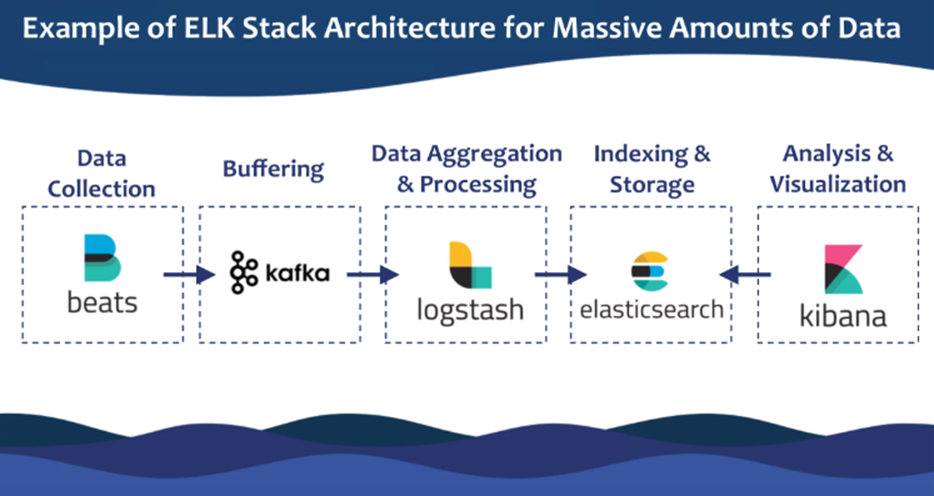 Example of ELK Stack Architecture for Massive Amounts of Data
Data
Collection
Buffering
Data Aggregation
& Processing
Indexing &
Storage
Analysis &
Visualization
beats
kafka
logstash
elasticsearch
kibana